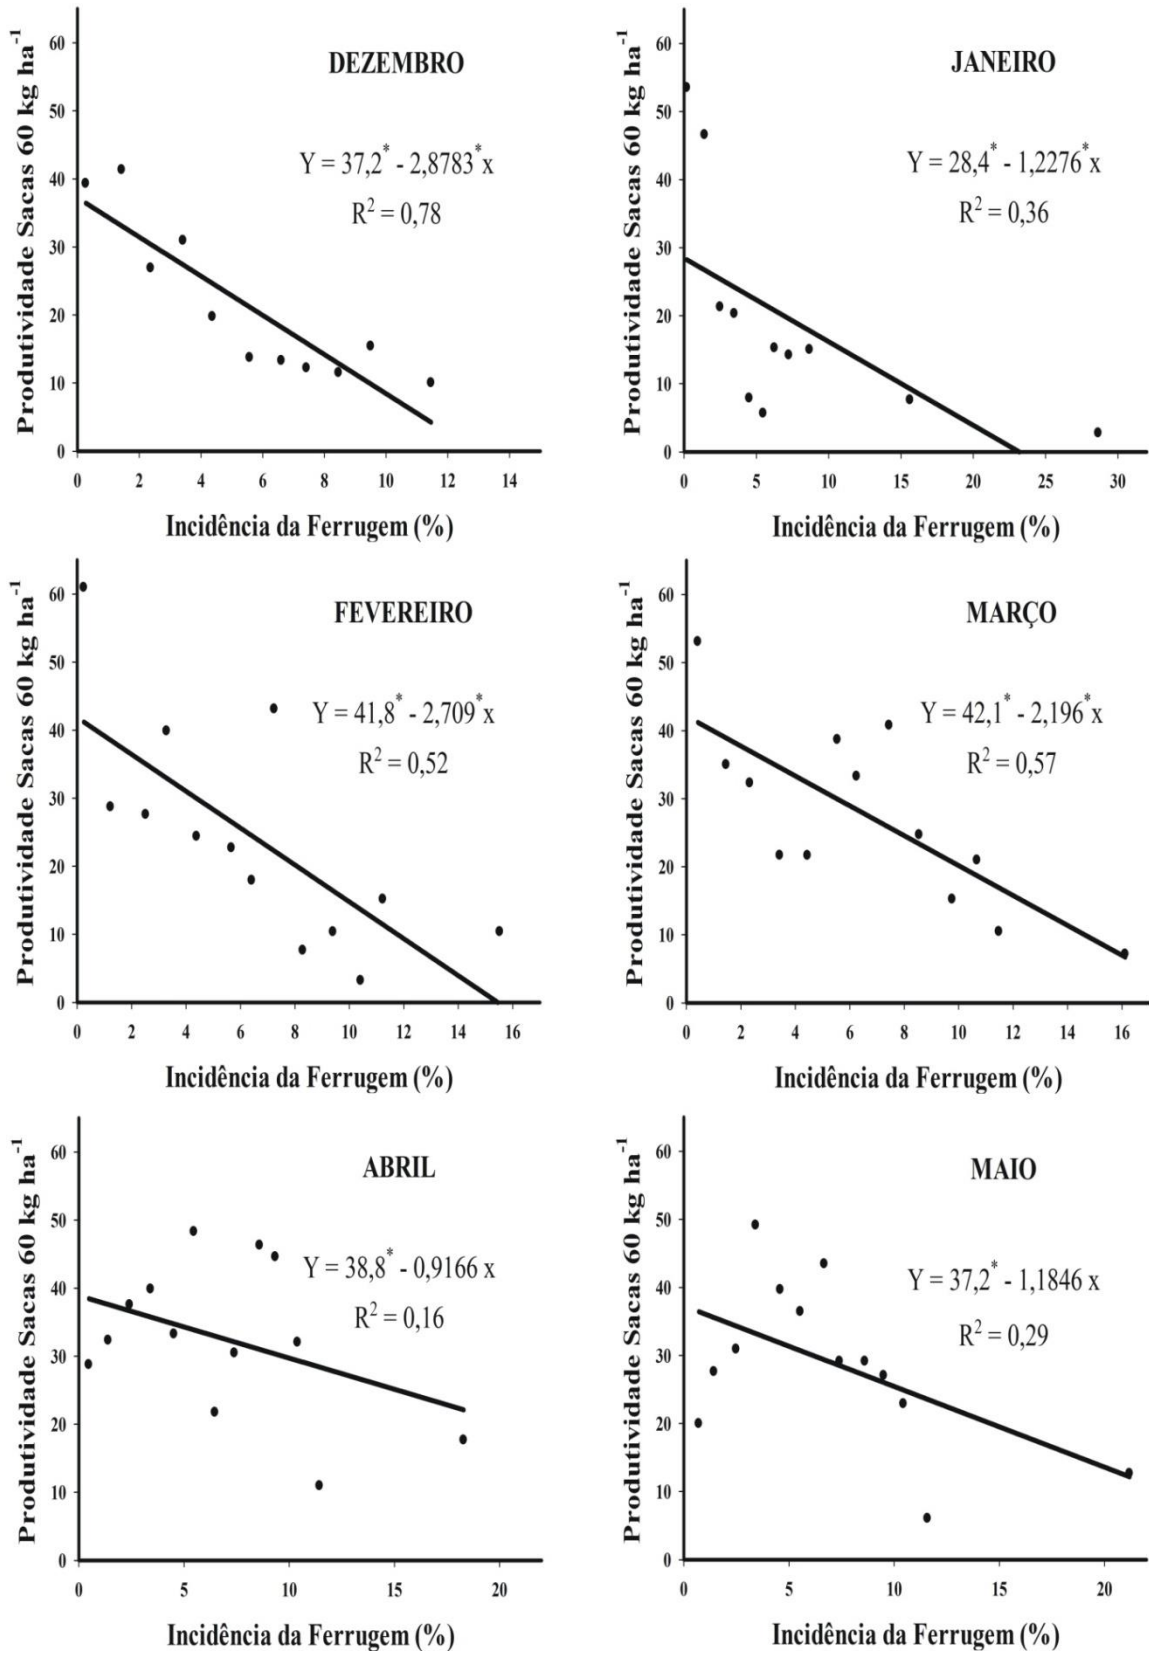 Produtividade Sacas 60 kg ha⁻¹
60
50
40
30
20
10
0
DEZEMBRO
Y = 37,2* - 2,8783*x
R² = 0,78
0 2 4 6 8 10 12 14
Incidência da Ferrugem (%)
Produtividade Sacas 60 kg ha⁻¹
60
50
40
30
20
10
0
JANEIRO
Y = 28,4* - 1,2276*x
R² = 0,36
0 5 10 15 20 25 30
Incidência da Ferrugem (%)
Produtividade Sacas 60 kg ha⁻¹
60
50
40
30
20
10
0
FEVEREIRO
Y = 41,8* - 2,709*x
R² = 0,52
0 2 4 6 8 10 12 14 16
Incidência da Ferrugem (%)
Produtividade Sacas 60 kg ha⁻¹
60
50
40
30
20
10
0
MARÇO
Y = 42,1* - 2,196*x
R² = 0,57
0 2 4 6 8 10 12 14 16
Incidência da Ferrugem (%)
Produtividade Sacas 60 kg ha⁻¹
60
50
40
30
20
10
0
ABRIL
Y = 38,8* - 0,9166 x
R² = 0,16
0 5 10 15 20
Incidência da Ferrugem (%)
Produtividade Sacas 60 kg ha⁻¹
60
50
40
30
20
10
0
MAIO
Y = 37,2* - 1,1846 x
R² = 0,29
0 5 10 15 20
Incidência da Ferrugem (%)